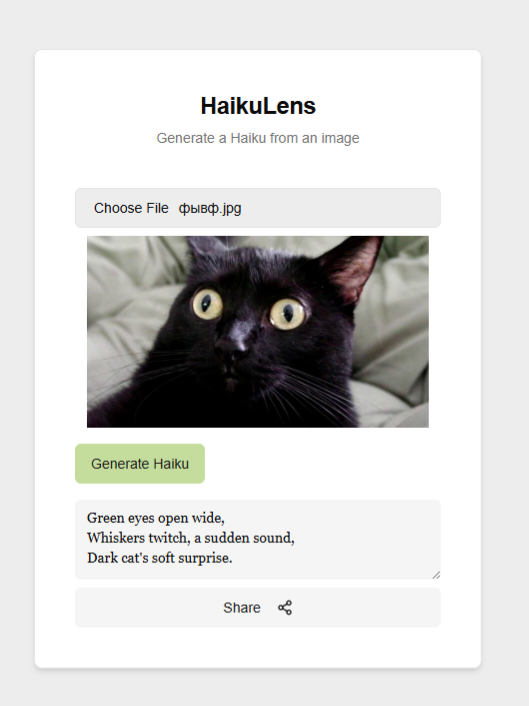 HaikuLens
Generate a Haiku from an image
Choose File фывф.jpg
Generate Haiku
Green eyes open wide,
Whiskers twitch, a sudden sound,
Dark cat's soft surprise.
Share